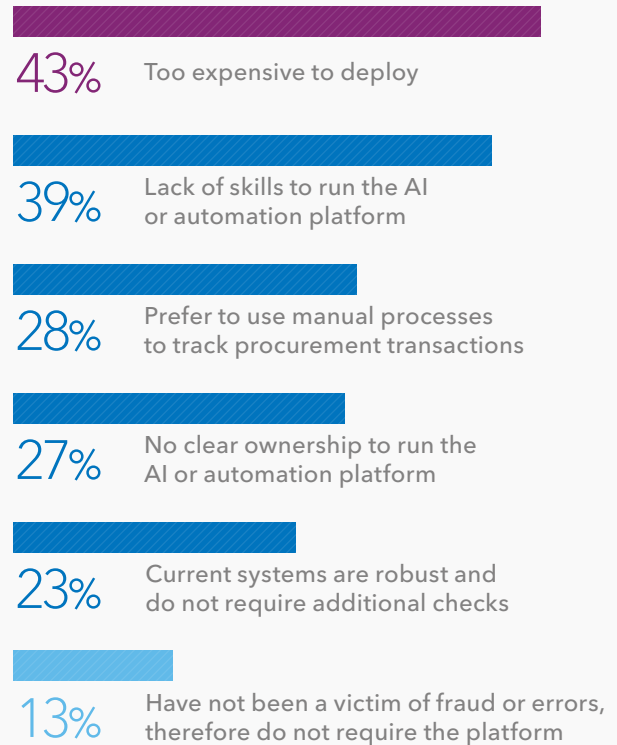 43%
Too expensive to deploy
39%
Lack of skills to run the AI
or automation platform
28%
Prefer to use manual processes
to track procurement transactions
27%
No clear ownership to run the
AI or automation platform
23%
Current systems are robust and
do not require additional checks
13%
Have not been a victim of fraud or errors,
therefore do not require the platform